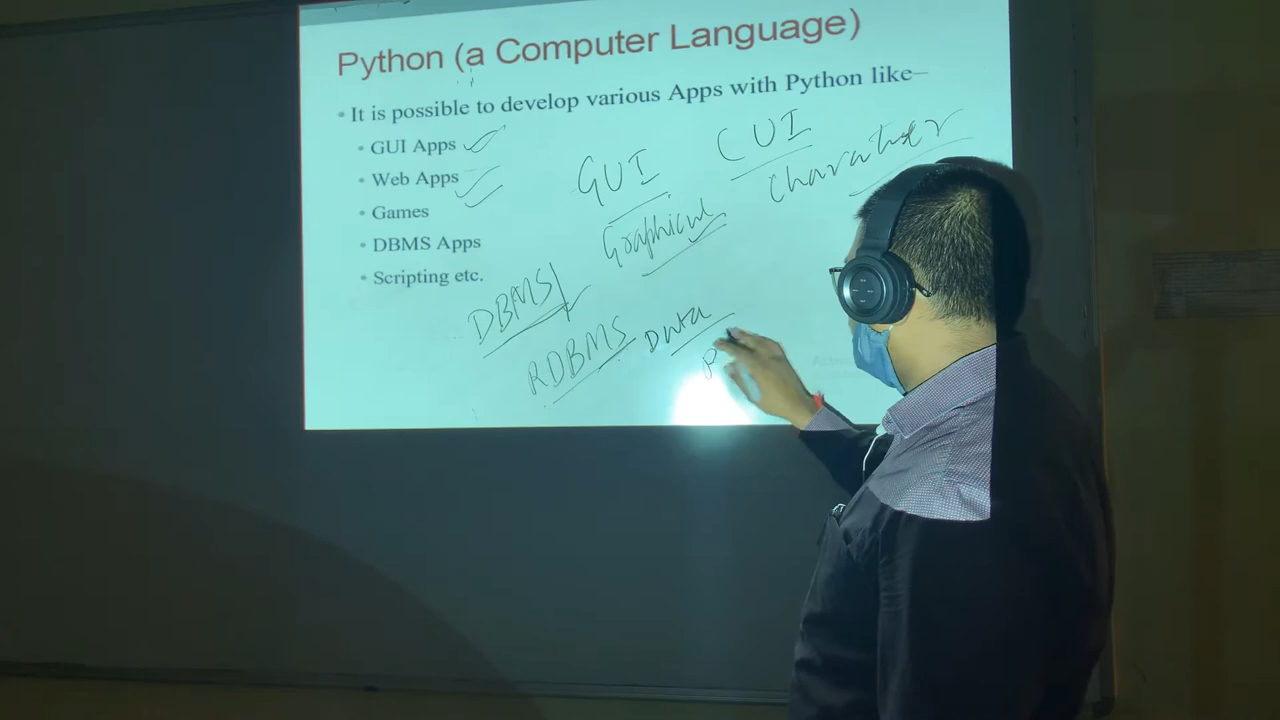 Python (a Computer Language)
• It is possible to develop various Apps with Python like–
• GUI Apps
• Web Apps
• Games
• DBMS Apps
• Scripting etc.
GUI
CUI
Graphical
Charater
DBMS
RDBMS
Data
P